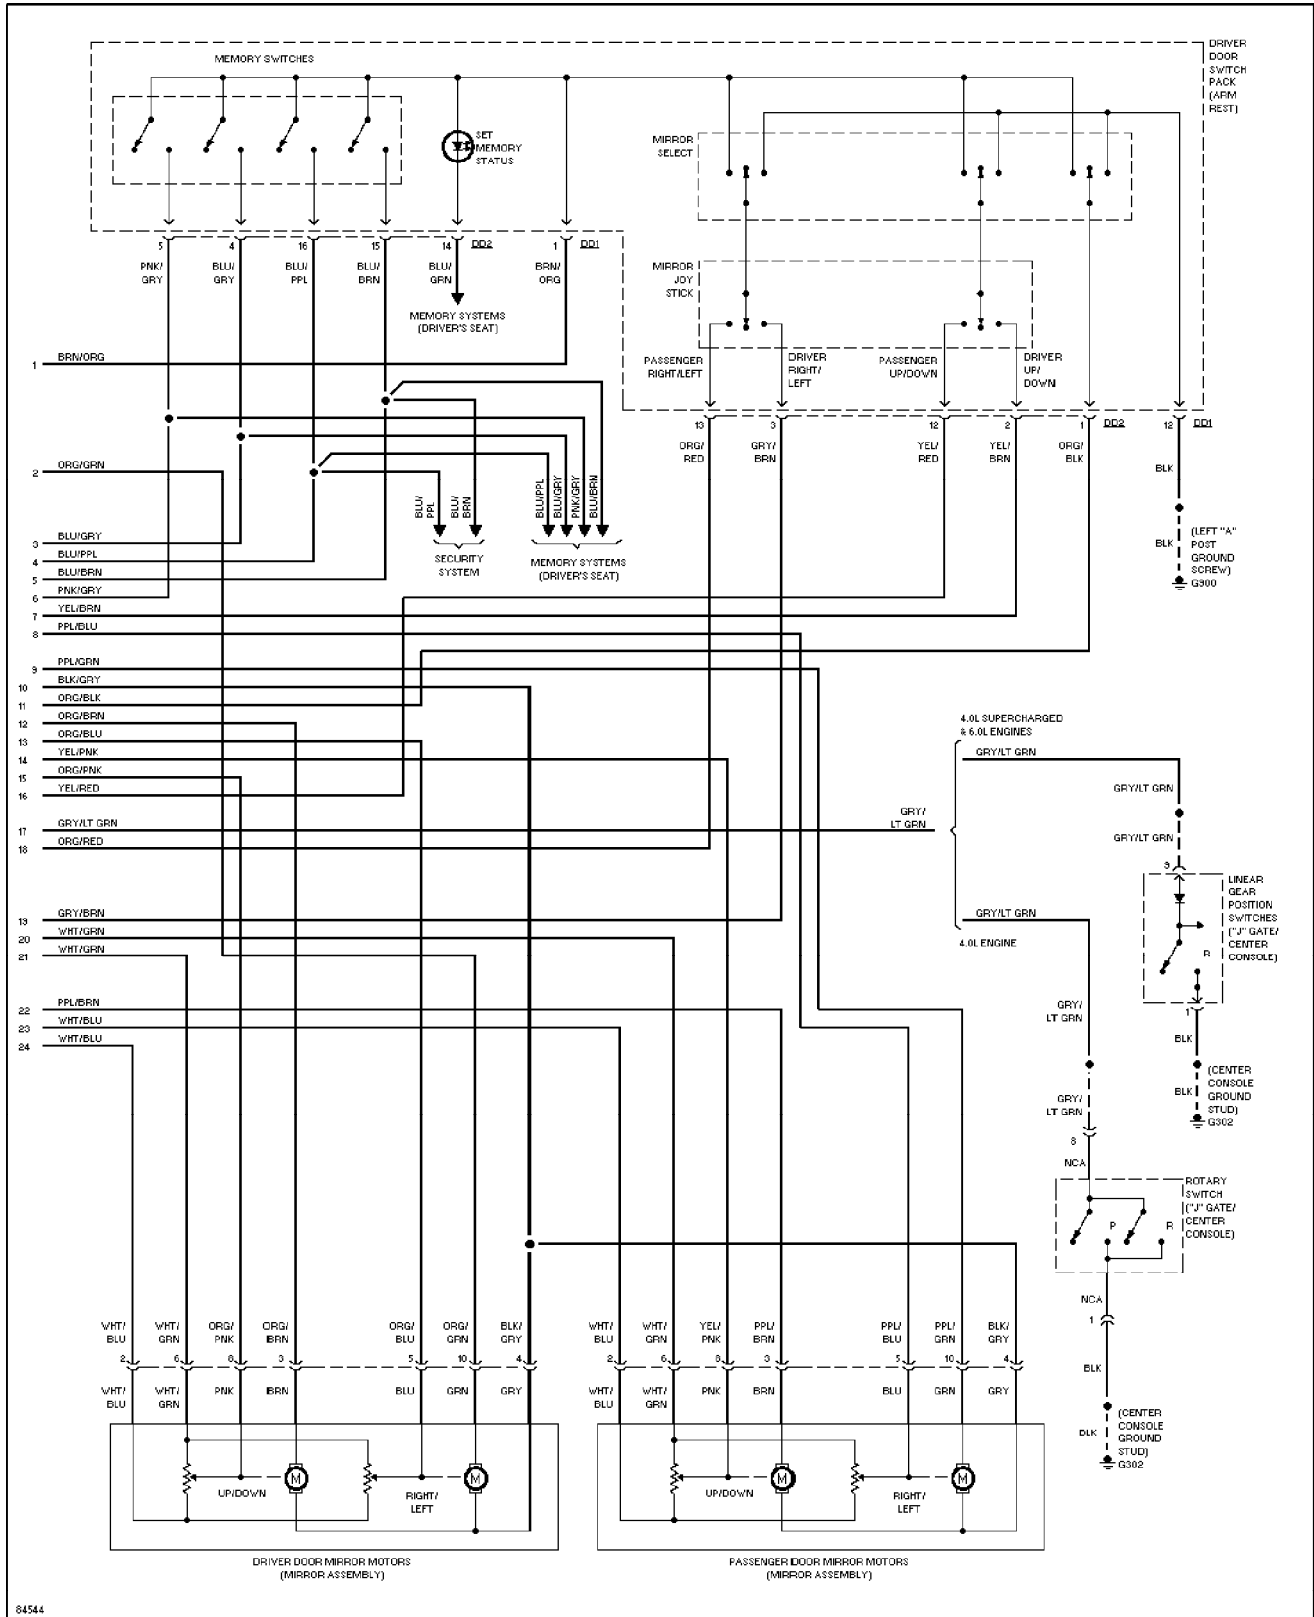 MEMORY SWITCHES
DRIVER
DOOR
SWITCH
PACK
(ARM
REST)
SET
MEMORY
STATUS
MIRROR
SELECT
5 4 16 15 14 DD2 1 DD1
PNK/
GRY
BLU/
GRY
BLU/
PPL
BLU/
BRN
BLU/
GRN
BRN/
ORG
MIRROR
JOY
STICK
MEMORY SYSTEMS
(DRIVER'S SEAT)
PASSENGER
RIGHT/LEFT
DRIVER
RIGHT/
LEFT
PASSENGER
UP/DOWN
DRIVER
UP/
DOWN
13 3 12 2 1 DD2 12 DD1
ORG/
RED
GRY/
BRN
YEL/
RED
YEL/
BRN
ORG/
BLK
BLK
BLK
(LEFT "A"
POST
GROUND
SCREW)
G900
BLU/
PPL
BLU/
BRN
BLU/PPL
BLU/GRY
PNK/GRY
BLU/BRN
SECURITY
SYSTEM
MEMORY SYSTEMS
(DRIVER'S SEAT)
1 BRN/ORG
2 ORG/GRN
3 BLU/GRY
4 BLU/PPL
5 BLU/BRN
6 PNK/GRY
7 YEL/BRN
8 PPL/BLU
9 PPL/GRN
10 BLK/GRY
11 ORG/BLK
12 ORG/BRN
13 ORG/BLU
14 YEL/PNK
15 ORG/PNK
16 YEL/RED
17 GRY/LT GRN
18 ORG/RED
19 GRY/BRN
20 WHT/GRN
21 WHT/GRN
22 PPL/BRN
23 WHT/BLU
24 WHT/BLU
4.0L SUPERCHARGED
& 6.0L ENGINES
GRY/LT GRN
GRY/LT GRN
GRY/
LT GRN
GRY/LT GRN
9
LINEAR
GEAR
POSITION
SWITCHES
("J" GATE/
CENTER
CONSOLE)
R
1
BLK
BLK
(CENTER
CONSOLE
GROUND
STUD)
G302
GRY/LT GRN
4.0L ENGINE
GRY/
LT GRN
GRY/
LT GRN
8
NCA
ROTARY
SWITCH
("J" GATE/
CENTER
CONSOLE)
P R
NCA
1
BLK
BLK
(CENTER
CONSOLE
GROUND
STUD)
G302
WHT/
BLU
WHT/
GRN
ORG/
PNK
ORG/
BRN
ORG/
BLU
ORG/
GRN
BLK/
GRY
WHT/
BLU
WHT/
GRN
YEL/
PNK
PPL/
BRN
PPL/
BLU
PPL/
GRN
BLK/
GRY
2 6 8 3 5 10 4 2 6 8 3 5 10 4
WHT/
BLU
WHT/
GRN
PNK
BRN
BLU
GRN
GRY
WHT/
BLU
WHT/
GRN
PNK
BRN
BLU
GRN
GRY
M M M M
UP/DOWN
RIGHT/
LEFT
UP/DOWN
RIGHT/
LEFT
DRIVER DOOR MIRROR MOTORS
(MIRROR ASSEMBLY)
PASSENGER DOOR MIRROR MOTORS
(MIRROR ASSEMBLY)
84544